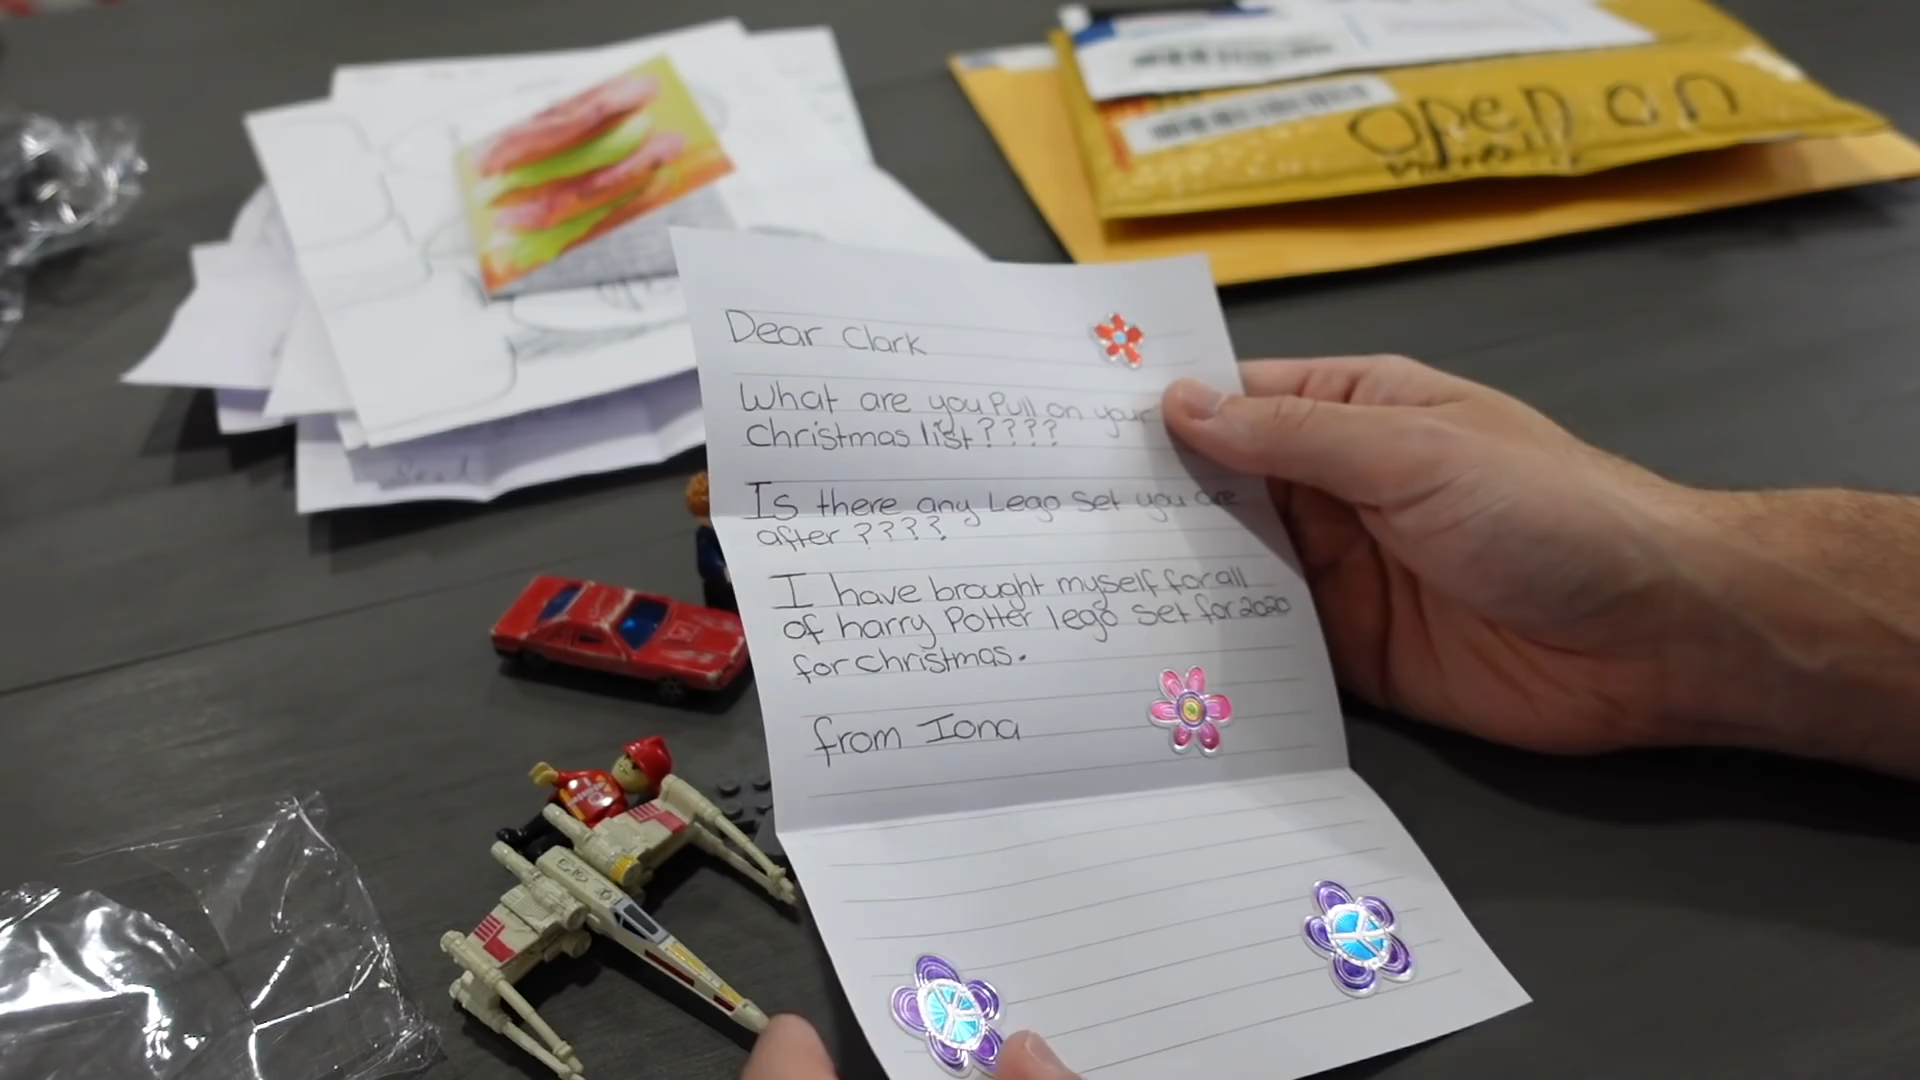 open on
Dear Clark
What are you Pull on your
christmas list????
Is there any Lego Set you are
after ????
I have brought myself for all
of harry Potter lego Set for 2020
for christmas.
from Iona